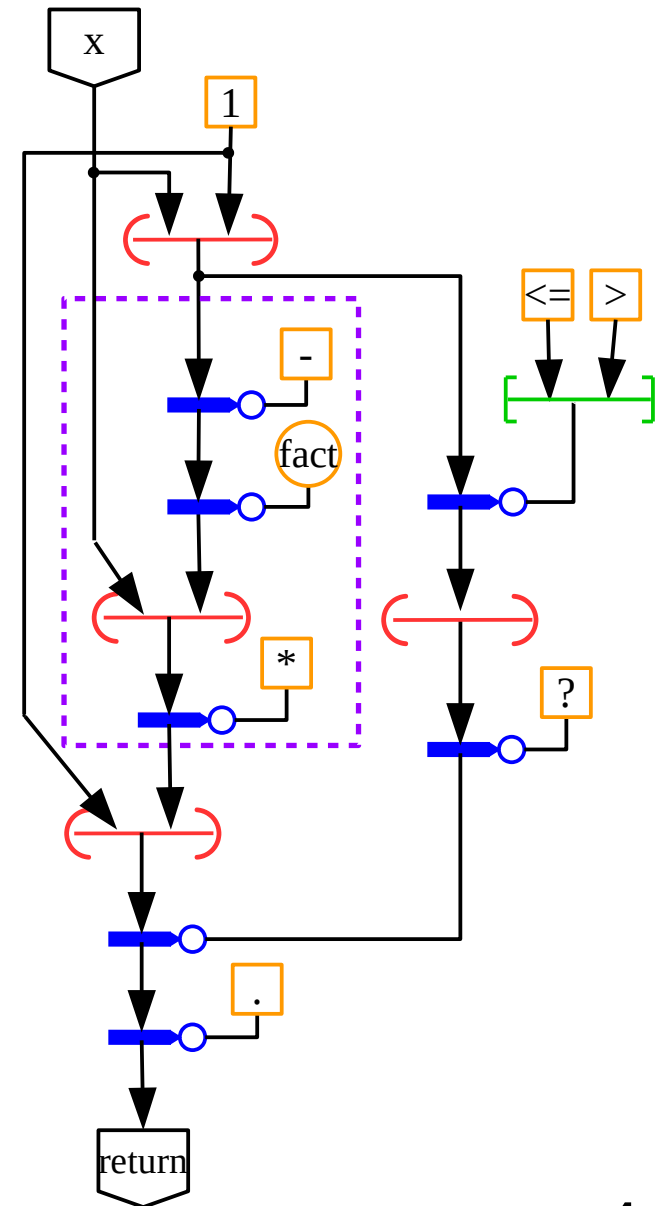 x
1
<= >
-
fact
*
?
.
return